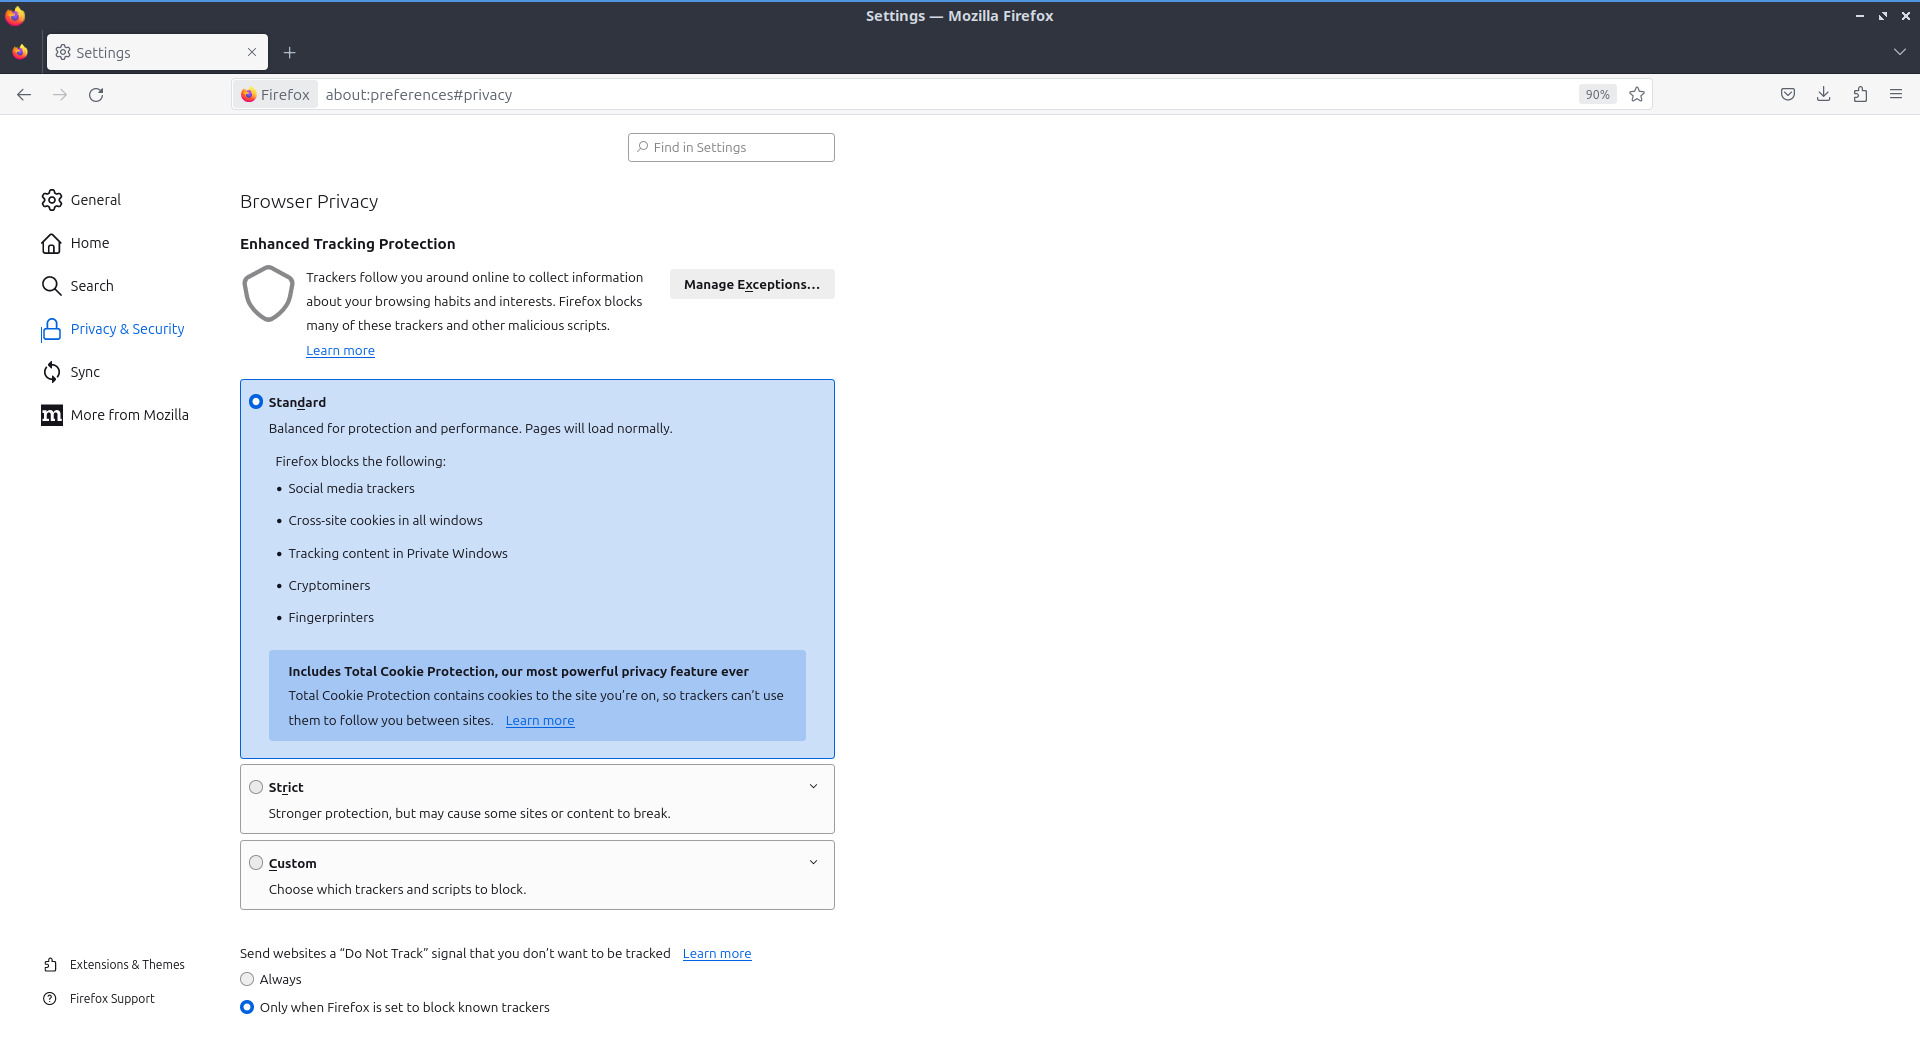 Settings — Mozilla Firefox
Settings
Firefox about:preferences#privacy 90%
Find in Settings
General
Home
Search
Privacy & Security
Sync
More from Mozilla
Extensions & Themes
Firefox Support
Browser Privacy
Enhanced Tracking Protection
Trackers follow you around online to collect information
about your browsing habits and interests. Firefox blocks
many of these trackers and other malicious scripts.
Learn more
Manage Exceptions…
Standard
Balanced for protection and performance. Pages will load normally.
Firefox blocks the following:
• Social media trackers
• Cross-site cookies in all windows
• Tracking content in Private Windows
• Cryptominers
• Fingerprinters
Includes Total Cookie Protection, our most powerful privacy feature ever
Total Cookie Protection contains cookies to the site you’re on, so trackers can’t use
them to follow you between sites. Learn more
Strict
Stronger protection, but may cause some sites or content to break.
Custom
Choose which trackers and scripts to block.
Send websites a “Do Not Track” signal that you don’t want to be tracked Learn more
Always
Only when Firefox is set to block known trackers